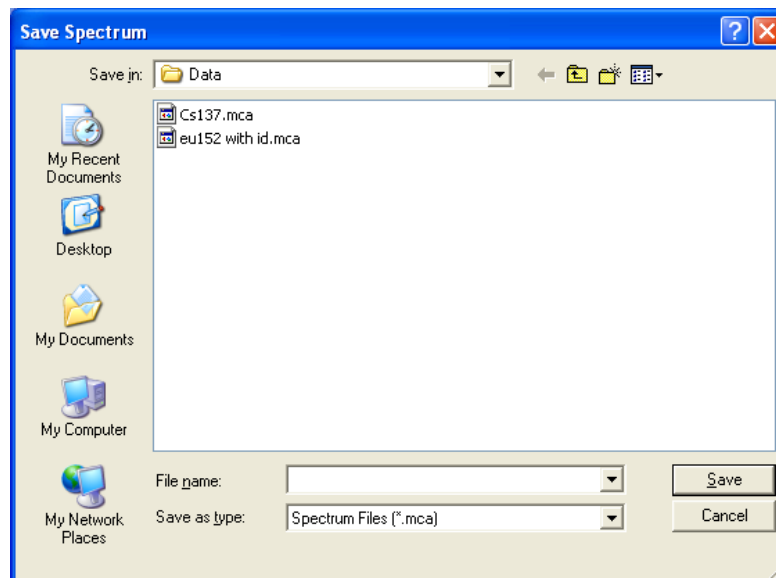 Save Spectrum
Save in:
Data
Cs137.mca
eu152 with id.mca
My Recent
Documents
Desktop
My Documents
My Computer
My Network
Places
File name:
Save
Save as type:
Spectrum Files (*.mca)
Cancel